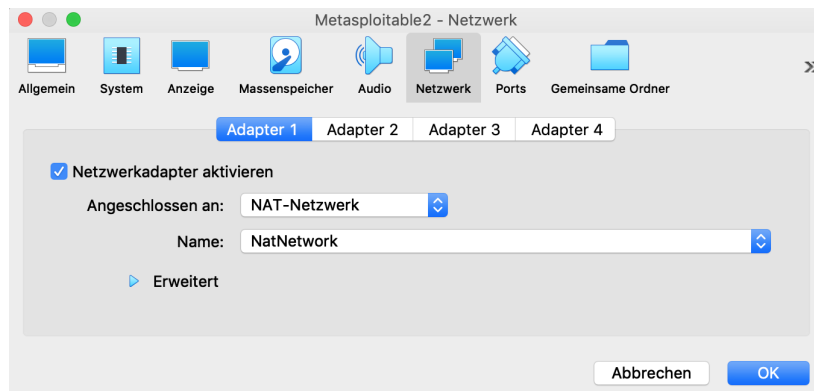 Metasploitable2 - Netzwerk
Allgemein System Anzeige Massenspeicher Audio Netzwerk Ports Gemeinsame Ordner
Adapter 1 Adapter 2 Adapter 3 Adapter 4
Netzwerkadapter aktivieren
Angeschlossen an: NAT-Netzwerk
Name: NatNetwork
Erweitert
Abbrechen OK